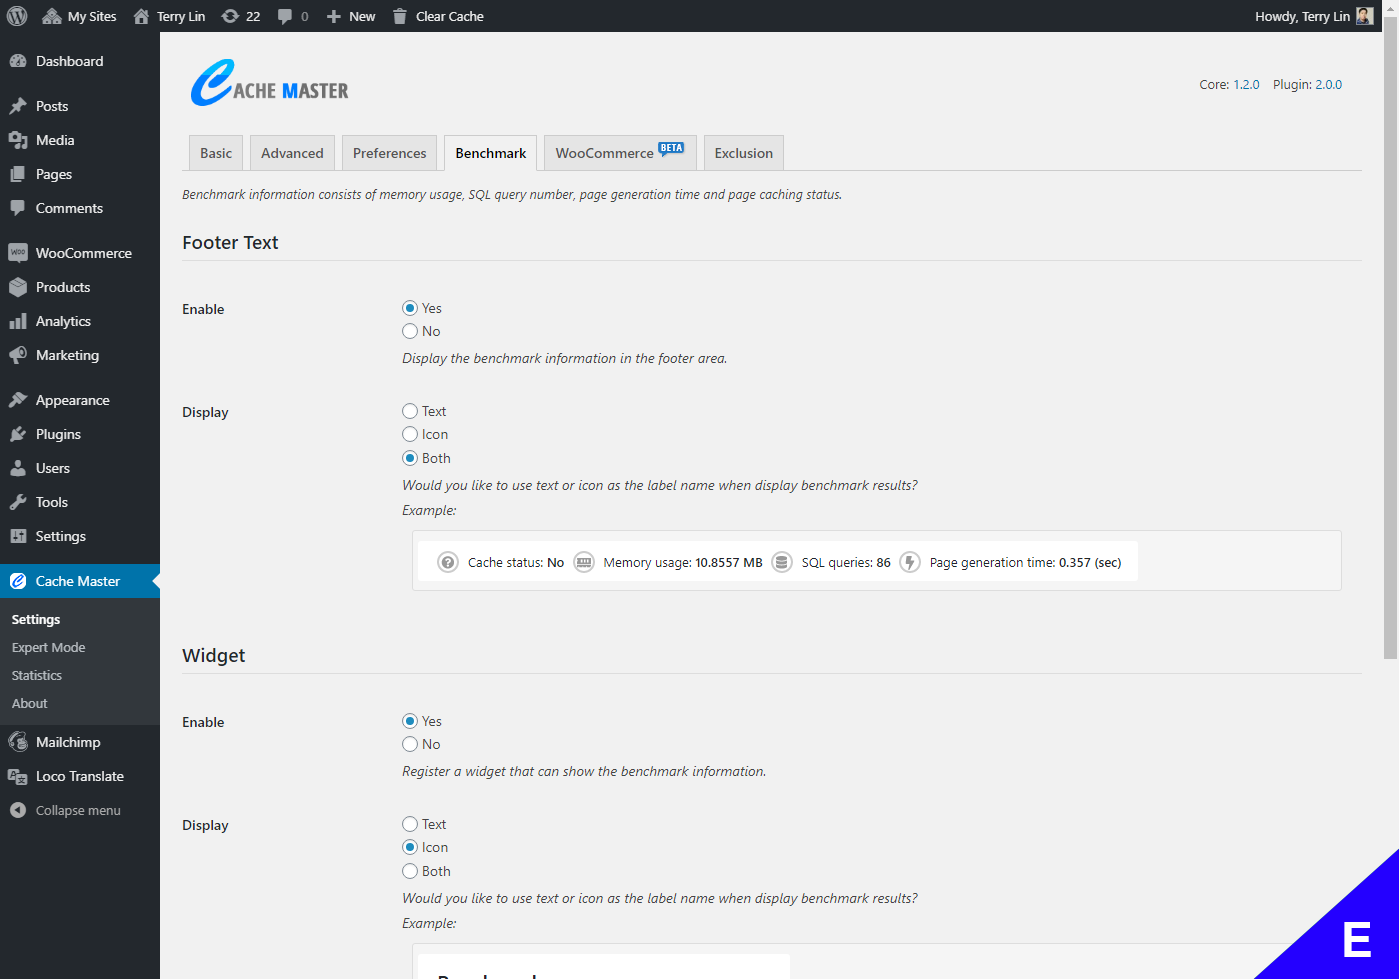 My Sites Terry Lin 22 0 New Clear Cache Howdy, Terry Lin
Dashboard
Posts
Media
Pages
Comments
woo WooCommerce
Products
Analytics
Marketing
Appearance
Plugins
Users
Tools
Settings
Cache Master
Settings
Expert Mode
Statistics
About
Mailchimp
Loco Translate
Collapse menu
CACHE MASTER
Core: 1.2.0 Plugin: 2.0.0
Basic Advanced Preferences Benchmark WooCommerce BETA Exclusion
Benchmark information consists of memory usage, SQL query number, page generation time and page caching status.
Footer Text
Enable
Yes
No
Display the benchmark information in the footer area.
Display
Text
Icon
Both
Would you like to use text or icon as the label name when display benchmark results?
Example:
Cache status: No Memory usage: 10.8557 MB SQL queries: 86 Page generation time: 0.357 (sec)
Widget
Enable
Yes
No
Register a widget that can show the benchmark information.
Display
Text
Icon
Both
Would you like to use text or icon as the label name when display benchmark results?
Example:
E